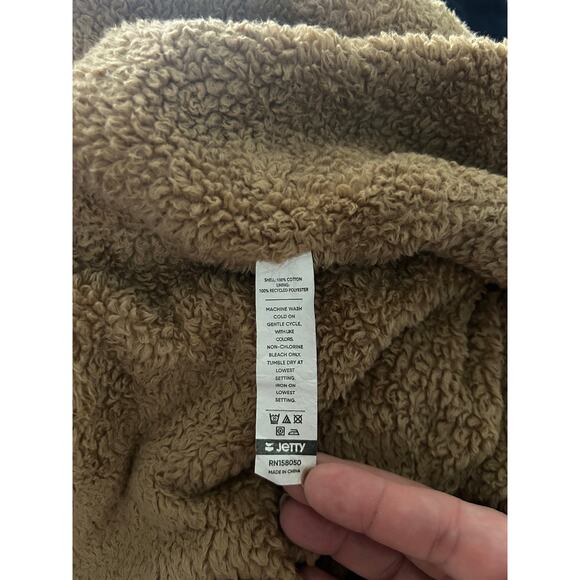 SHELL: 100% COTTON
LINING:
100% RECYCLED POLYESTER
MACHINE WASH
COLD ON
GENTLE CYCLE,
WITH LIKE
COLORS.
NON-CHLORINE
BLEACH ONLY.
TUMBLE DRY AT
LOWEST
SETTING.
IRON ON
LOWEST
SETTING.
Jetty
RN158050
MADE IN CHINA